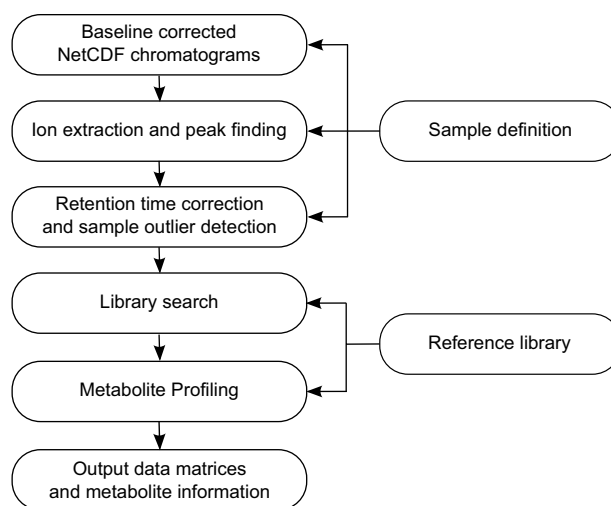 Baseline corrected
NetCDF chromatograms
Ion extraction and peak finding
Sample definition
Retention time correction
and sample outlier detection
Library search
Reference library
Metabolite Profiling
Output data matrices
and metabolite information